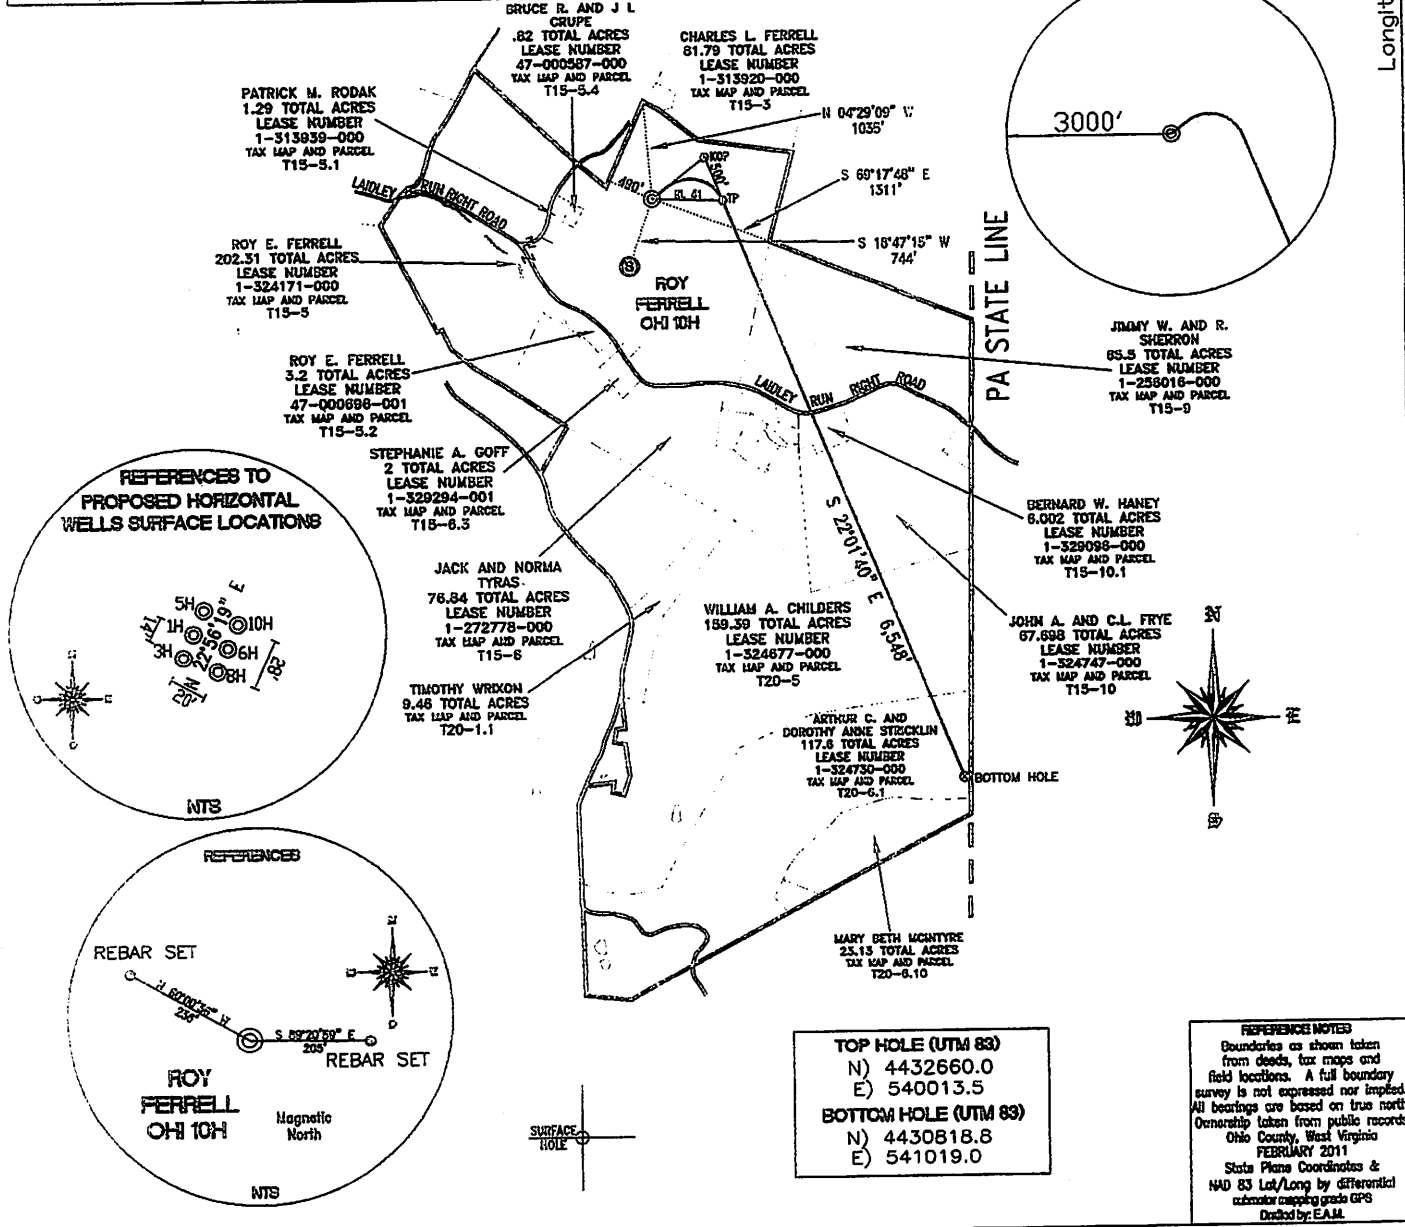 BRUCE R. AND J L
CRUPE
.82 TOTAL ACRES
LEASE NUMBER
47-000587-000
TAX MAP AND PARCEL
T15-5.4
CHARLES L. FERRELL
81.79 TOTAL ACRES
LEASE NUMBER
1-313920-000
TAX MAP AND PARCEL
T15-3
Longit
PATRICK M. RODAK
1.29 TOTAL ACRES
LEASE NUMBER
1-313939-000
TAX MAP AND PARCEL
T15-5.1
N 04°29'09" W
1035'
3000'
S 69°17'48" E
1311'
KOP
500'
490'
RL 41
TP
LAIDLEY RUN RIGHT ROAD
S 18°47'15" W
744'
ROY E. FERRELL
202.31 TOTAL ACRES
LEASE NUMBER
1-324171-000
TAX MAP AND PARCEL
T15-5
S
ROY
FERRELL
OHI 10H
PA STATE LINE
JIMMY W. AND R.
SHERRON
65.5 TOTAL ACRES
LEASE NUMBER
1-256016-000
TAX MAP AND PARCEL
T15-9
ROY E. FERRELL
3.2 TOTAL ACRES
LEASE NUMBER
47-000696-001
TAX MAP AND PARCEL
T15-5.2
LAIDLEY RUN RIGHT ROAD
STEPHANIE A. GOFF
2 TOTAL ACRES
LEASE NUMBER
1-329294-001
TAX MAP AND PARCEL
T15-6.3
REFERENCES TO
PROPOSED HORIZONTAL
WELLS SURFACE LOCATIONS
5H
10H
1H
6H
3H
8H
14'
N 22°56'19" E
28'
20'
NTS
S 22°01'40" E 6,548'
BERNARD W. HANEY
6.002 TOTAL ACRES
LEASE NUMBER
1-329096-000
TAX MAP AND PARCEL
T15-10.1
JACK AND NORMA
TYRAS
76.84 TOTAL ACRES
LEASE NUMBER
1-272778-000
TAX MAP AND PARCEL
T15-6
WILLIAM A. CHILDERS
159.39 TOTAL ACRES
LEASE NUMBER
1-324677-000
TAX MAP AND PARCEL
T20-5
JOHN A. AND C.L. FRYE
67.698 TOTAL ACRES
LEASE NUMBER
1-324747-000
TAX MAP AND PARCEL
T15-10
TIMOTHY WRIXON
9.46 TOTAL ACRES
TAX MAP AND PARCEL
T20-1.1
ARTHUR C. AND
DOROTHY ANNE STRICKLIN
117.6 TOTAL ACRES
LEASE NUMBER
1-324730-000
TAX MAP AND PARCEL
T20-6.1
N
W
E
S
BOTTOM HOLE
MARY BETH MCINTYRE
23.13 TOTAL ACRES
TAX MAP AND PARCEL
T20-6.10
REFERENCES
REBAR SET
N 60°00'36" W
236'
S 89°20'59" E
205'
REBAR SET
ROY
FERRELL
OHI 10H
Magnetic
North
NTS
SURFACE
HOLE
TOP HOLE (UTM 83)
N) 4432660.0
E) 540013.5
BOTTOM HOLE (UTM 83)
N) 4430818.8
E) 541019.0
REFERENCE NOTES
Boundaries as shown taken
from deeds, tax maps and
field locations. A full boundary
survey is not expressed nor implied.
All bearings are based on true north
Ownership taken from public records
Ohio County, West Virginia
FEBRUARY 2011
State Plane Coordinates &
NAD 83 Lat/Long by differential
submeter mapping grade GPS
Drafted by: E.A.M.